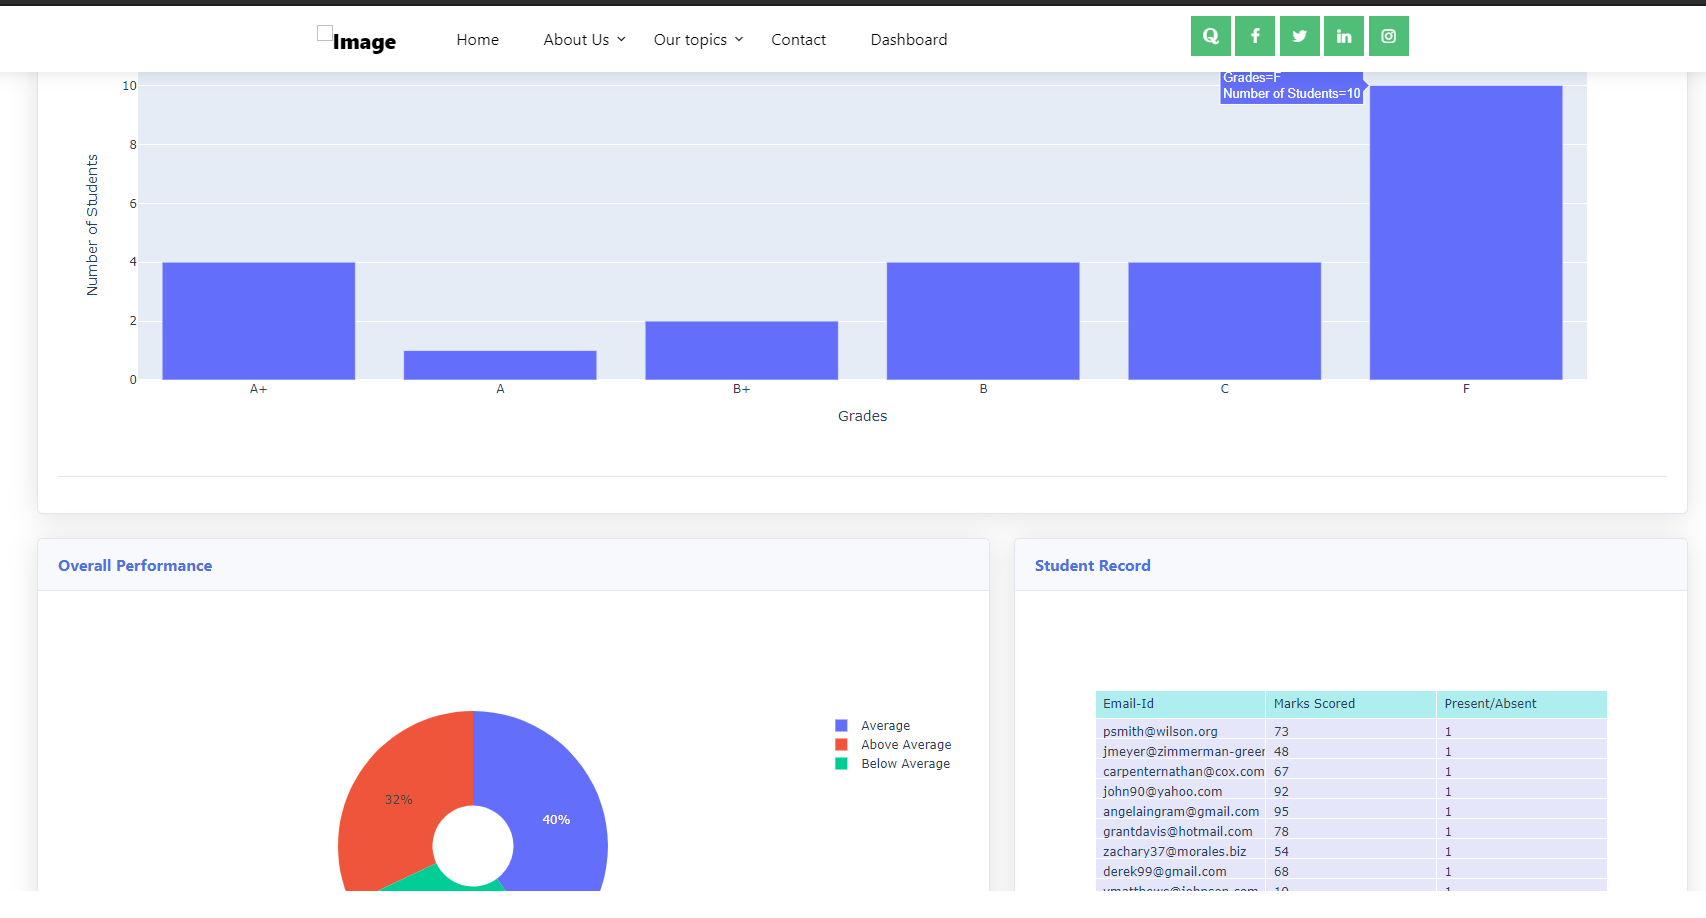 Image Home About Us Our topics Contact Dashboard
Grades=F
Number of Students=10
10
8
6
4
2
0
Number of Students
A+ A B+ B C F
Grades
Overall Performance
Average
Above Average
Below Average
32%
40%
Student Record
Email-Id Marks Scored Present/Absent
psmith@wilson.org 73 1
jmeyer@zimmerman-green 48 1
carpenternathan@cox.com 67 1
john90@yahoo.com 92 1
angelaingram@gmail.com 95 1
grantdavis@hotmail.com 78 1
zachary37@morales.biz 54 1
derek99@gmail.com 68 1